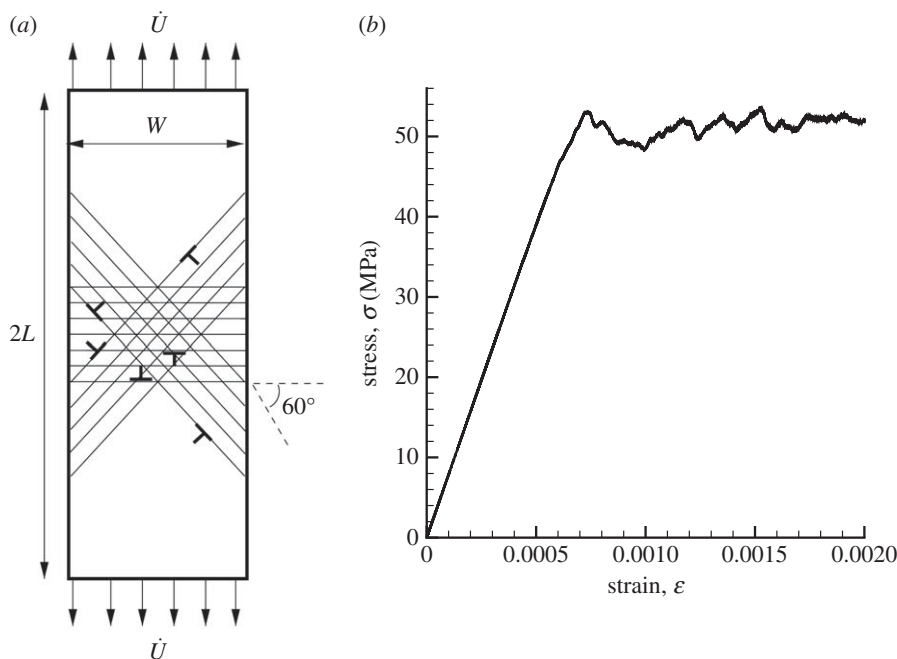 (a)
U̇
W
2L
60°
U̇
(b)
50
40
30
20
10
0
stress, σ (MPa)
0 0.0005 0.0010 0.0015 0.0020
strain, ε